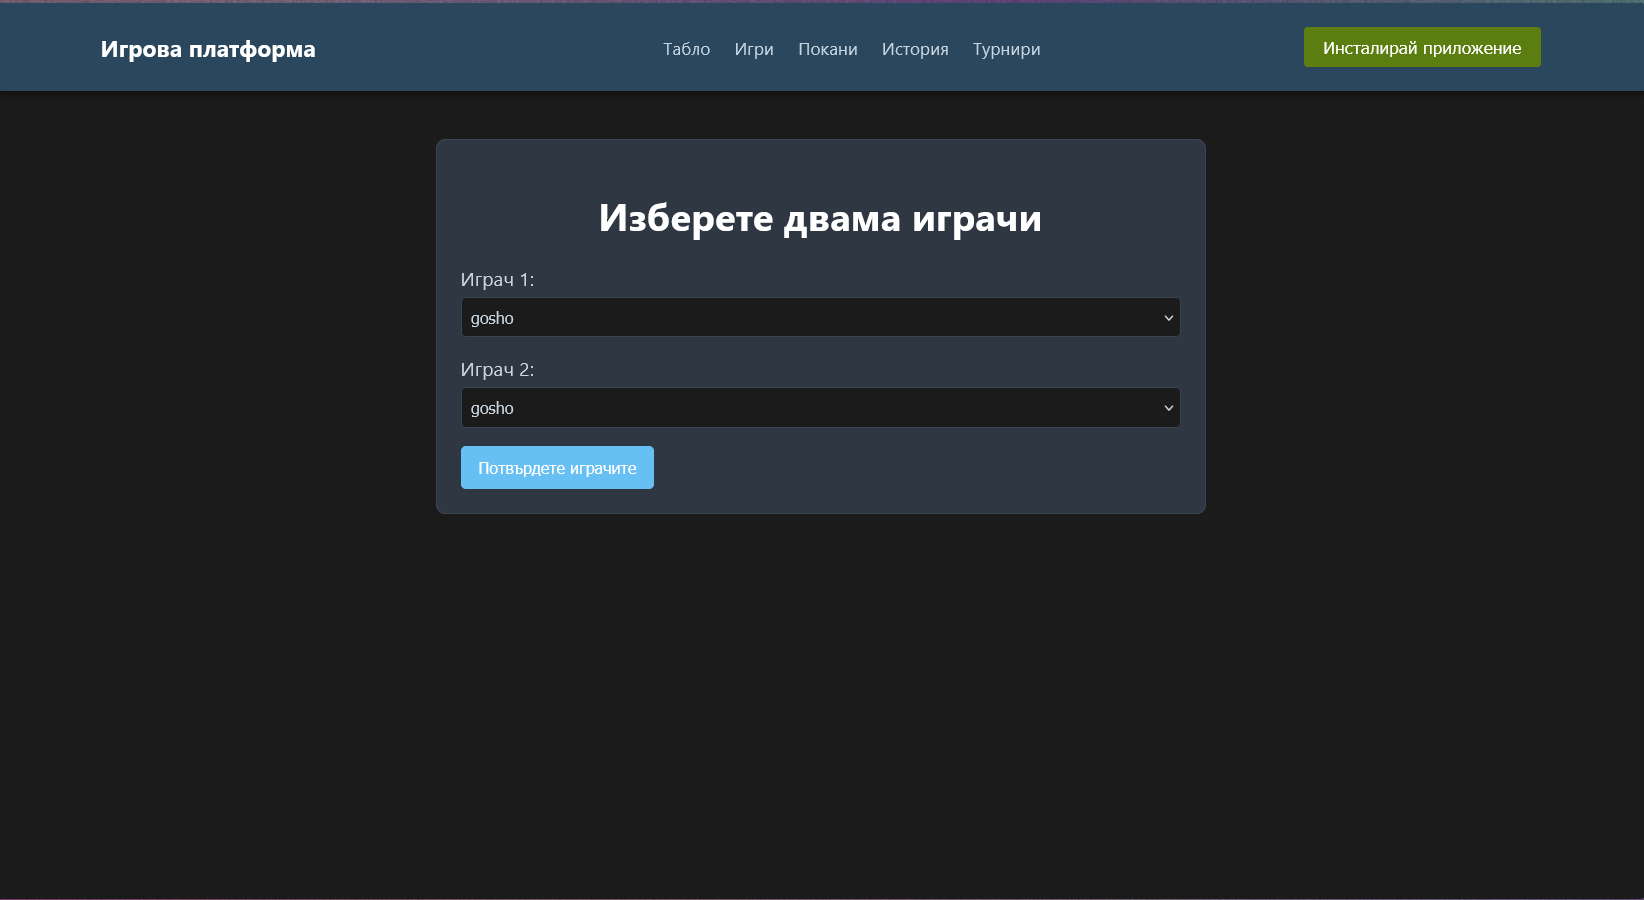 Игрова платформа
Табло Игри Покани История Турнири
Инсталирай приложение
Изберете двама играчи
Играч 1:
gosho
Играч 2:
gosho
Потвърдете играчите